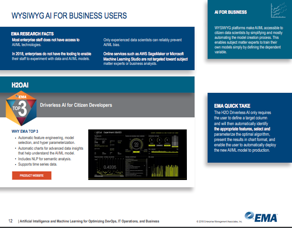 WYSIWYG AI FOR BUSINESS USERS
EMA RESEARCH FACTS
Most enterprise staff does not have access to
AI/ML technologies.
In 2018, enterprises do not have the tooling to enable
their staff to experiment with data and AI/ML models.
Only experienced data scientists can reliably prevent
AI/ML bias.
Services such as AWS SageMaker or Microsoft
Machine Learning Studio are not targeted toward subject
matter experts or business analysts.
AI FOR BUSINESS
WYSIWYG platforms make AI/ML accessible to
citizen data scientists by simplifying and mostly
automating the model creation process. This
enables subject matter experts to train their
own models simply by defining the dependent
variable.
H2OAI
EMA
TOP
3
Driverless AI for Citizen Developers
WHY EMA TOP 3
• Automatic feature engineering, model
selection, and hyper parameterization.
• Automatic charts for advanced data insights
that help understand the AI/ML model.
• Includes NLP for semantic analysis.
• Supports time series data.
PRODUCT WEBSITE
EMA QUICK TAKE
The H2O Driverless AI only requires
the user to define a target column
and will then automatically identify
the appropriate features, select and
parameterize the optimal algorithm,
present the results in chart format, and
enable the user to automatically deploy
the new AI/ML model to production.
12 | Artificial Intelligence and Machine Learning for Optimizing DevOps, IT Operations, and Business
EMA